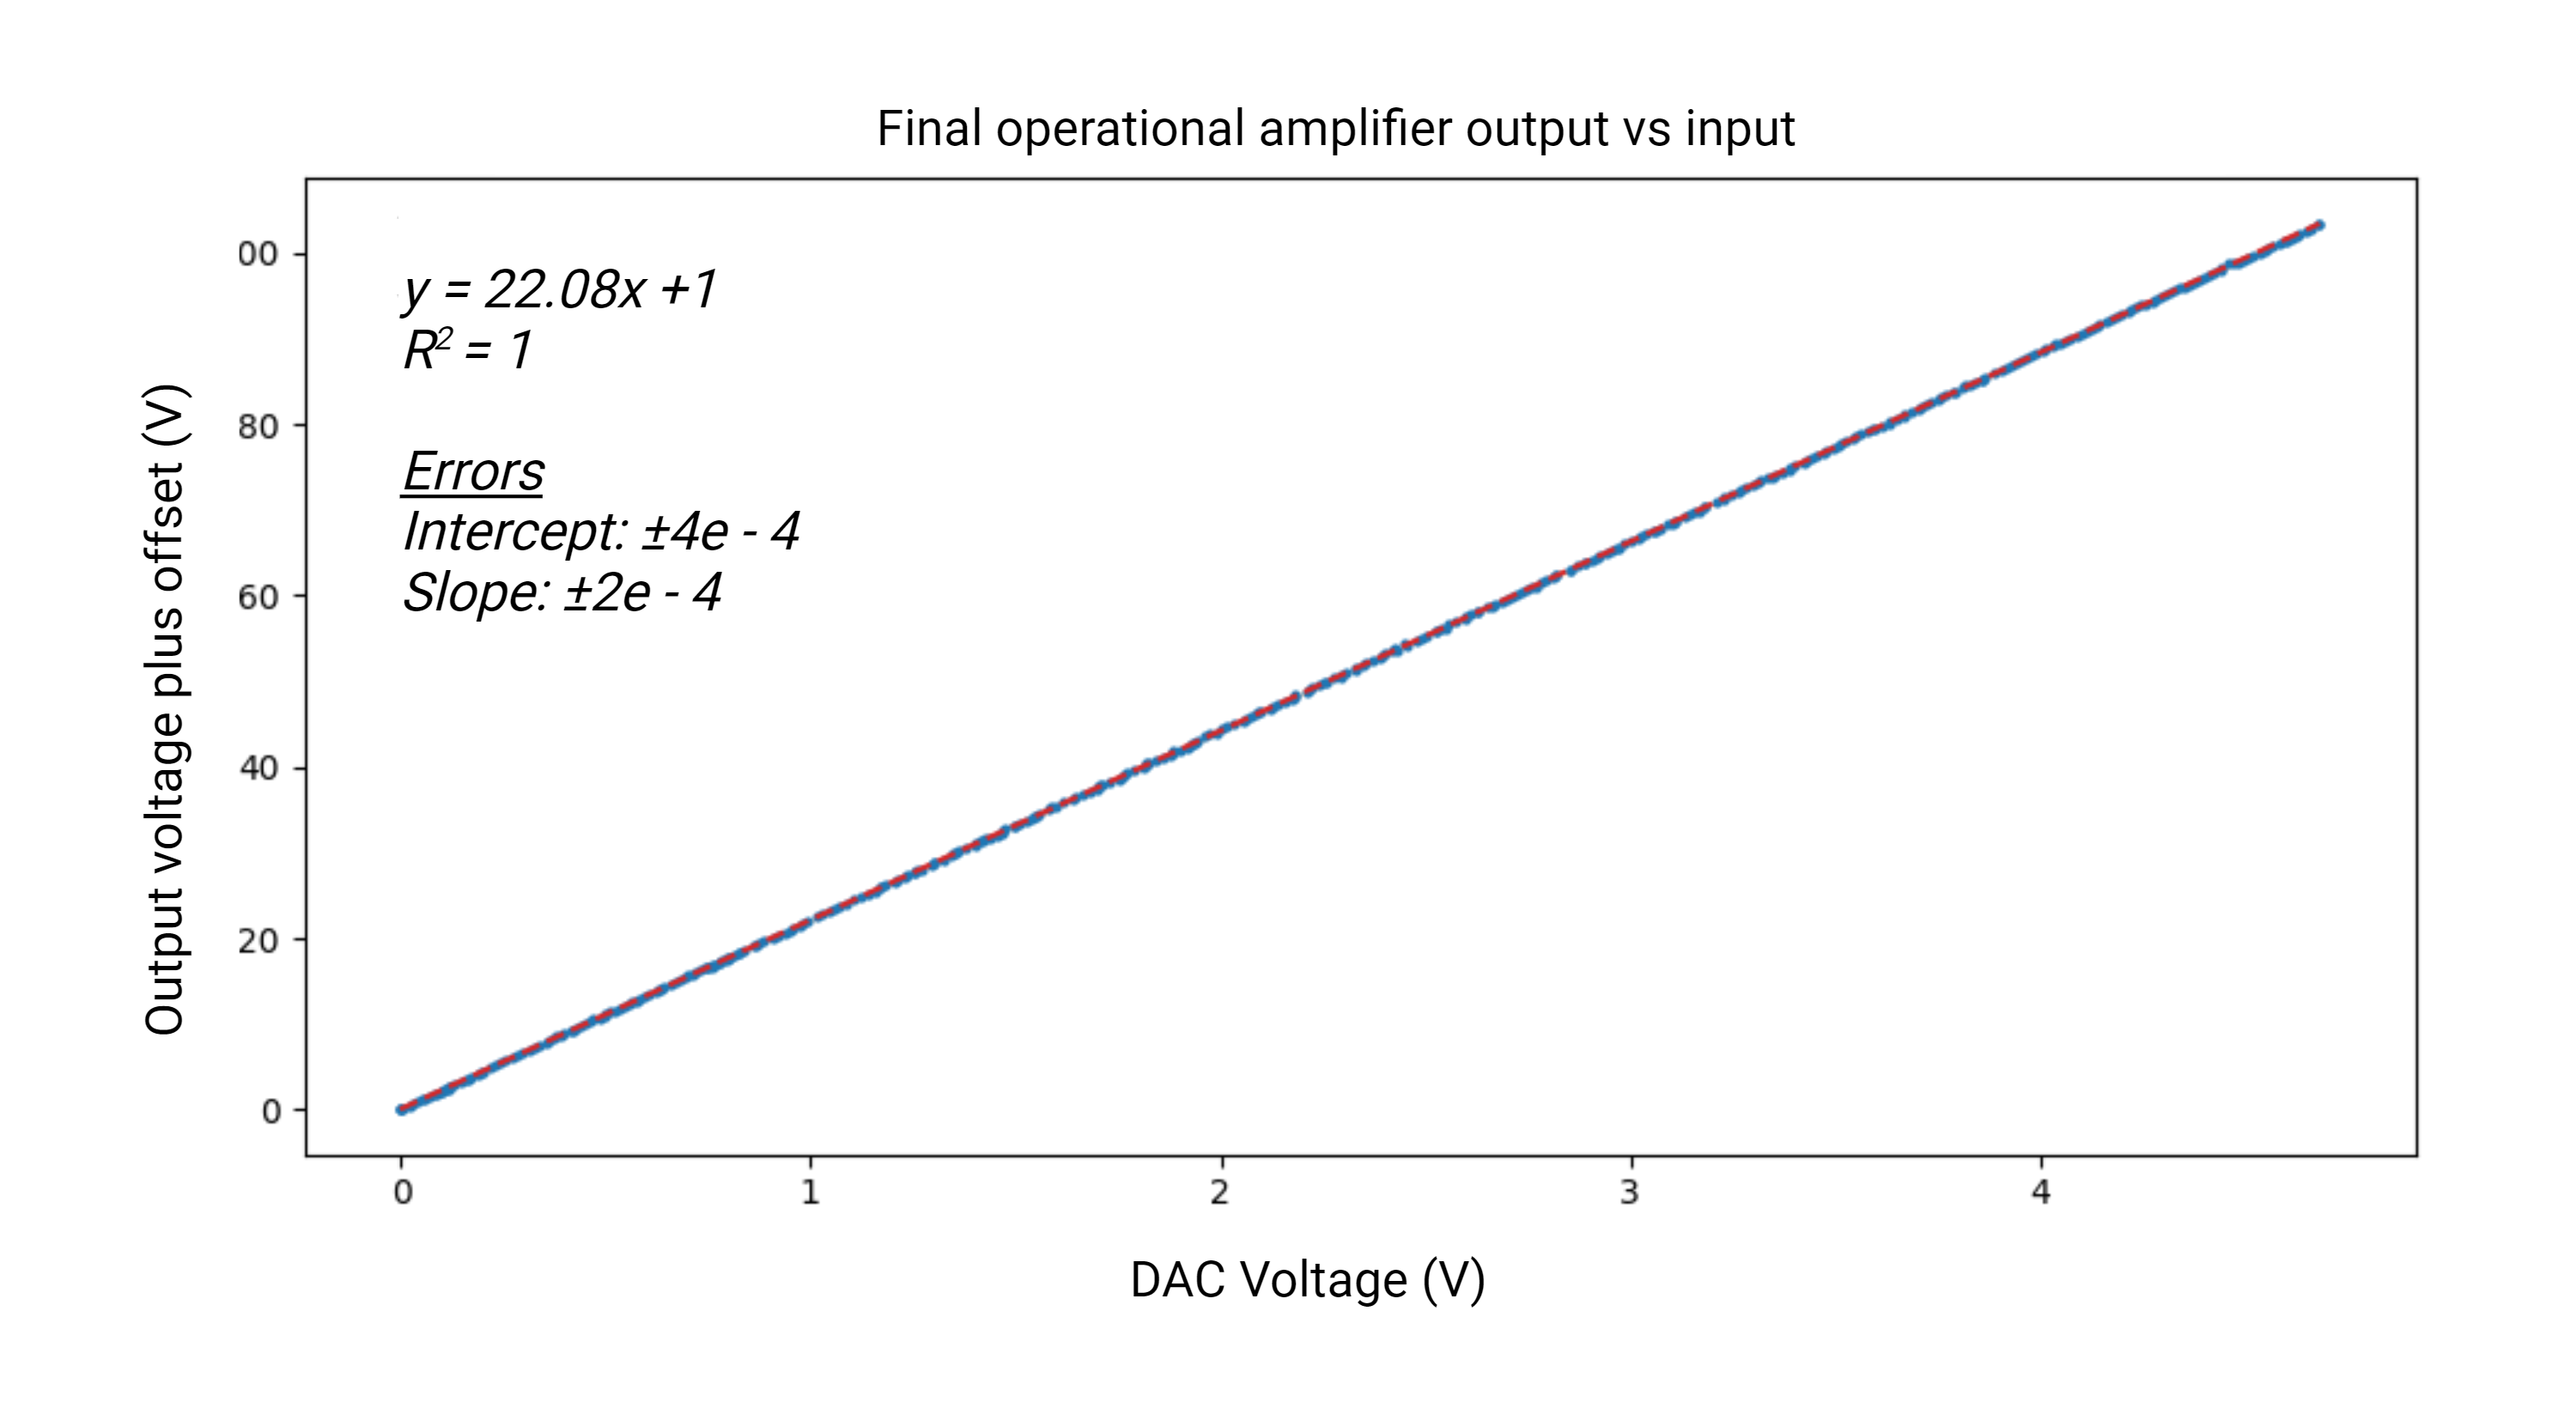 Final operational amplifier output vs input
y = 22.08x +1
R² = 1
Errors
Intercept: ±4e - 4
Slope: ±2e - 4
Output voltage plus offset (V)
00
80
60
40
20
0
0 1 2 3 4
DAC Voltage (V)